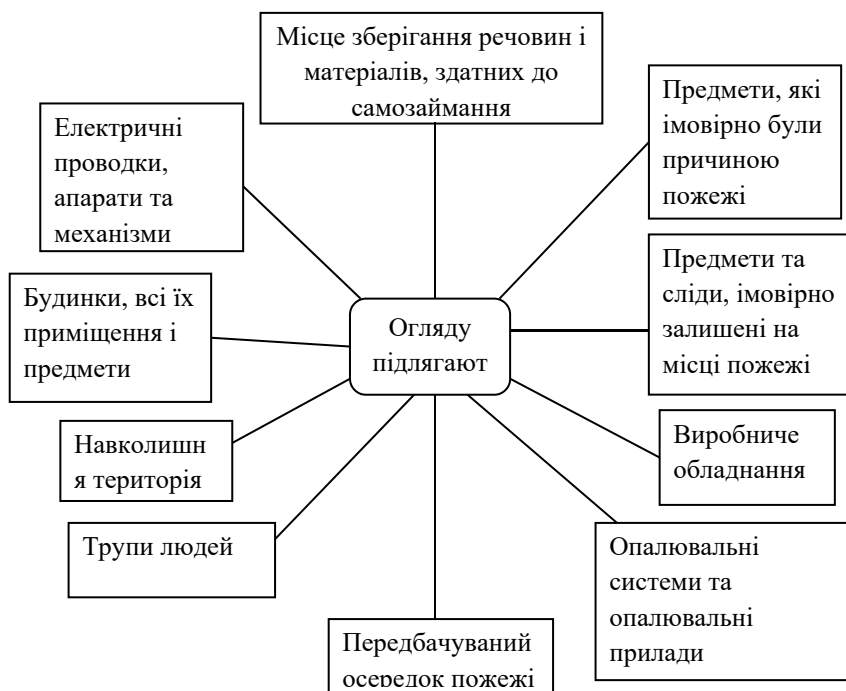 Місце зберігання речовин і
матеріалів, здатних до
самозаймання
Предмети, які
імовірно були
причиною
пожежі
Електричні
проводки,
апарати та
механізми
Предмети та
сліди, імовірно
залишені на
місці пожежі
Будинки, всі їх
приміщення і
предмети
Огляду
підлягают
Виробниче
обладнання
Навколишн
я територія
Трупи людей
Опалювальні
системи та
опалювальні
прилади
Передбачуваний
осередок пожежі